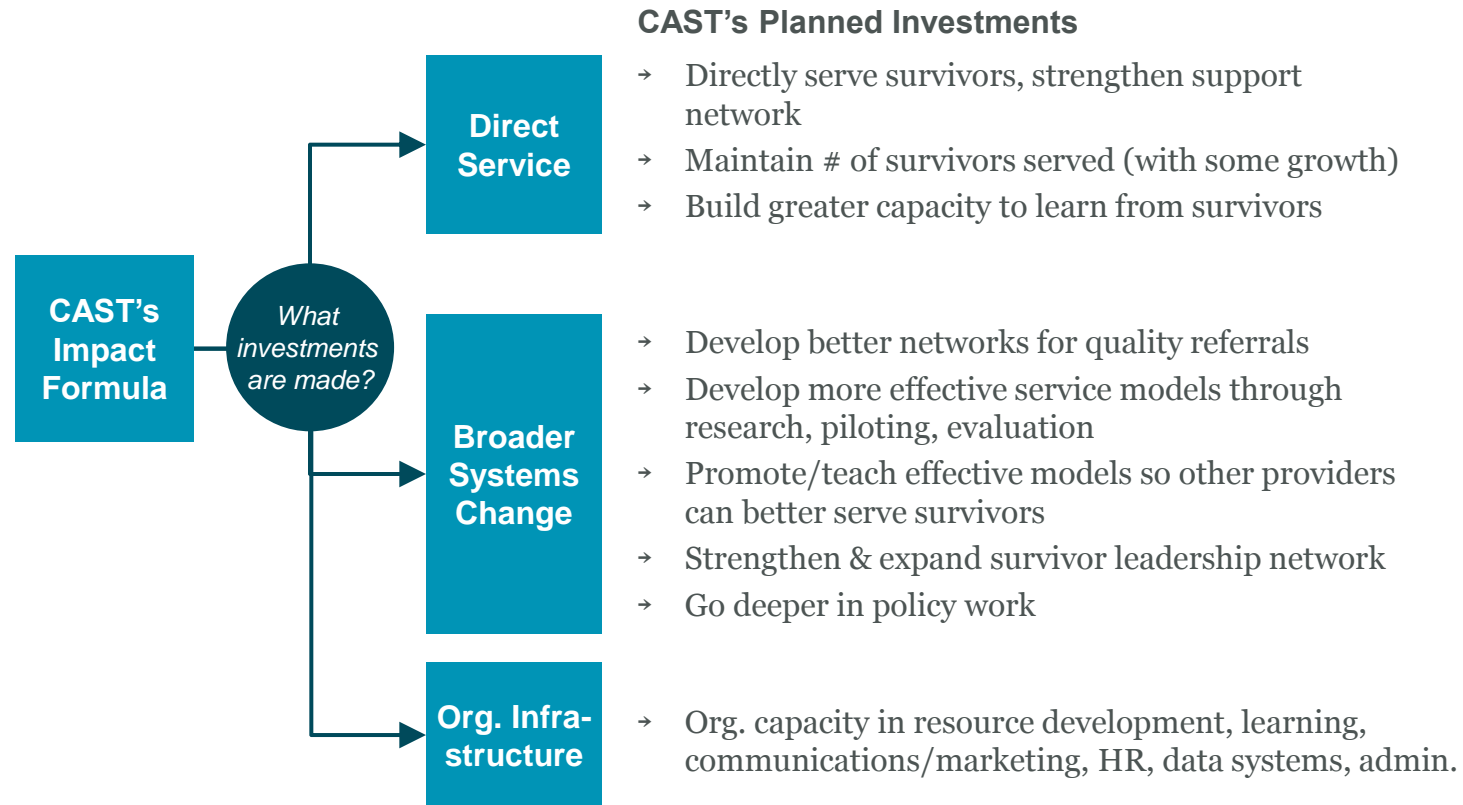 CAST's Planned Investments
CAST's
Impact
Formula
What
investments
are made?
Direct
Service
→ Directly serve survivors, strengthen support
network
→ Maintain # of survivors served (with some growth)
→ Build greater capacity to learn from survivors
Broader
Systems
Change
→ Develop better networks for quality referrals
→ Develop more effective service models through
research, piloting, evaluation
→ Promote/teach effective models so other providers
can better serve survivors
→ Strengthen & expand survivor leadership network
→ Go deeper in policy work
Org. Infra-
structure
→ Org. capacity in resource development, learning,
communications/marketing, HR, data systems, admin.